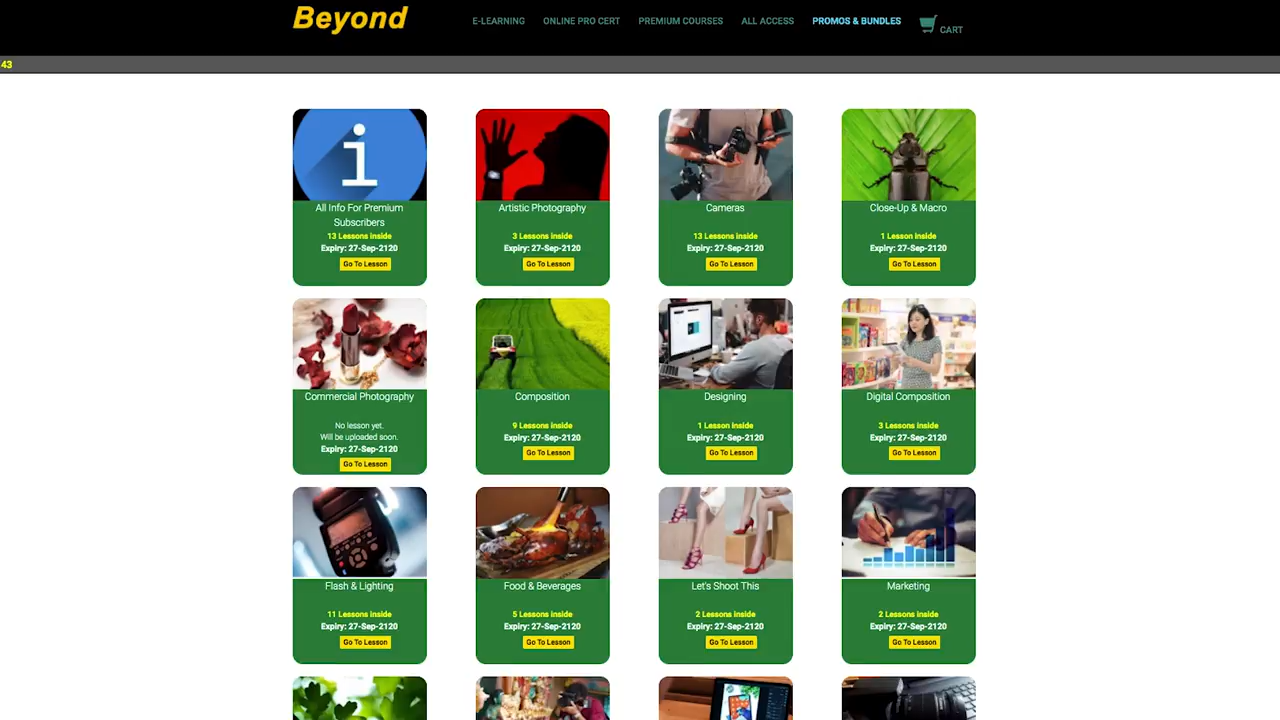 Beyond
E-LEARNING
ONLINE PRO CERT
PREMIUM COURSES
ALL ACCESS
PROMOS & BUNDLES
CART
43
All Info For Premium
Subscribers
13 Lessons Inside
Expiry: 27-Sep-2120
Go To Lesson
Artistic Photography
3 Lessons Inside
Expiry: 27-Sep-2120
Go To Lesson
Cameras
13 Lessons Inside
Expiry: 27-Sep-2120
Go To Lesson
Close-Up & Macro
1 Lesson Inside
Expiry: 27-Sep-2120
Go To Lesson
Commercial Photography
No lesson yet.
Will be uploaded soon.
Expiry: 27-Sep-2120
Go To Lesson
Composition
9 Lessons Inside
Expiry: 27-Sep-2120
Go To Lesson
Designing
1 Lesson Inside
Expiry: 27-Sep-2120
Go To Lesson
Digital Composition
3 Lessons Inside
Expiry: 27-Sep-2120
Go To Lesson
Flash & Lighting
11 Lessons Inside
Expiry: 27-Sep-2120
Go To Lesson
Food & Beverages
5 Lessons Inside
Expiry: 27-Sep-2120
Go To Lesson
Let's Shoot This
2 Lessons Inside
Expiry: 27-Sep-2120
Go To Lesson
Marketing
2 Lessons Inside
Expiry: 27-Sep-2120
Go To Lesson